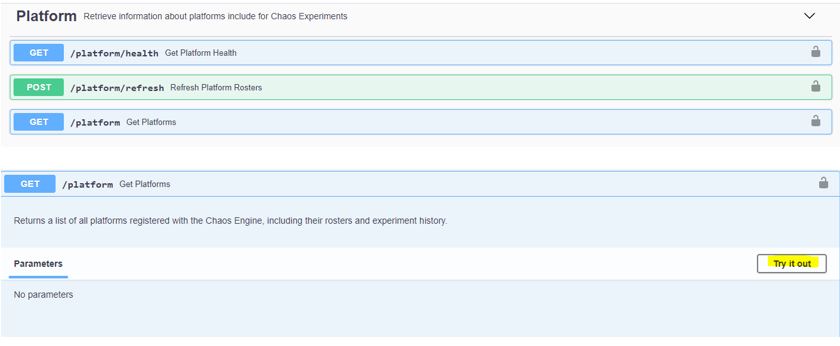 Platform Retrieve information about platforms include for Chaos Experiments
GET /platform/health Get Platform Health
POST /platform/refresh Refresh Platform Rosters
GET /platform Get Platforms
GET /platform Get Platforms
Returns a list of all platforms registered with the Chaos Engine, including their rosters and experiment history.
Parameters Try it out
No parameters